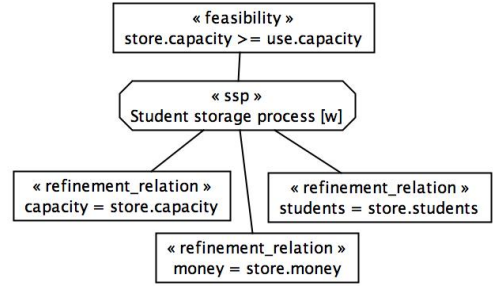 « feasibility »
store.capacity >= use.capacity
« ssp »
Student storage process [w]
« refinement_relation »
capacity = store.capacity
« refinement_relation »
students = store.students
« refinement_relation »
money = store.money